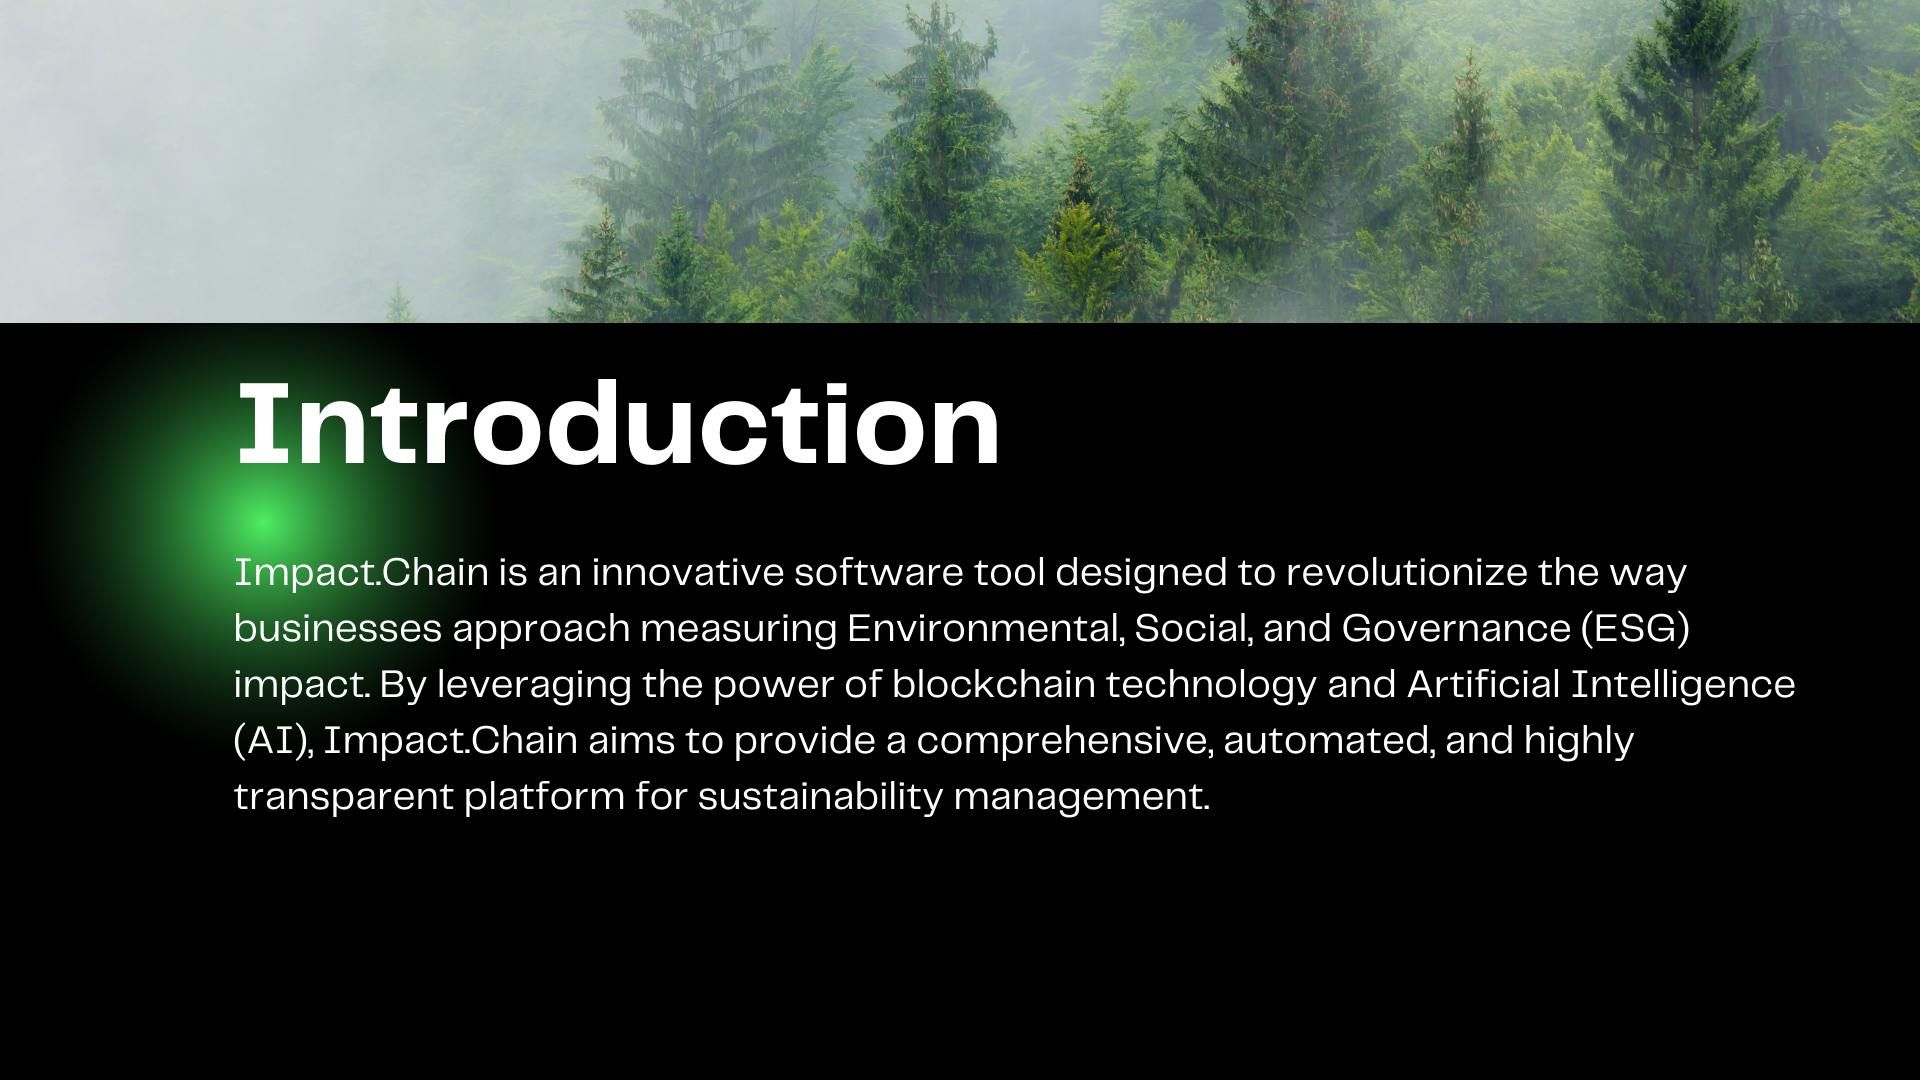 Introduction
Impact.Chain is an innovative software tool designed to revolutionize the way
businesses approach measuring Environmental, Social, and Governance (ESG)
impact. By leveraging the power of blockchain technology and Artificial Intelligence
(AI), Impact.Chain aims to provide a comprehensive, automated, and highly
transparent platform for sustainability management.